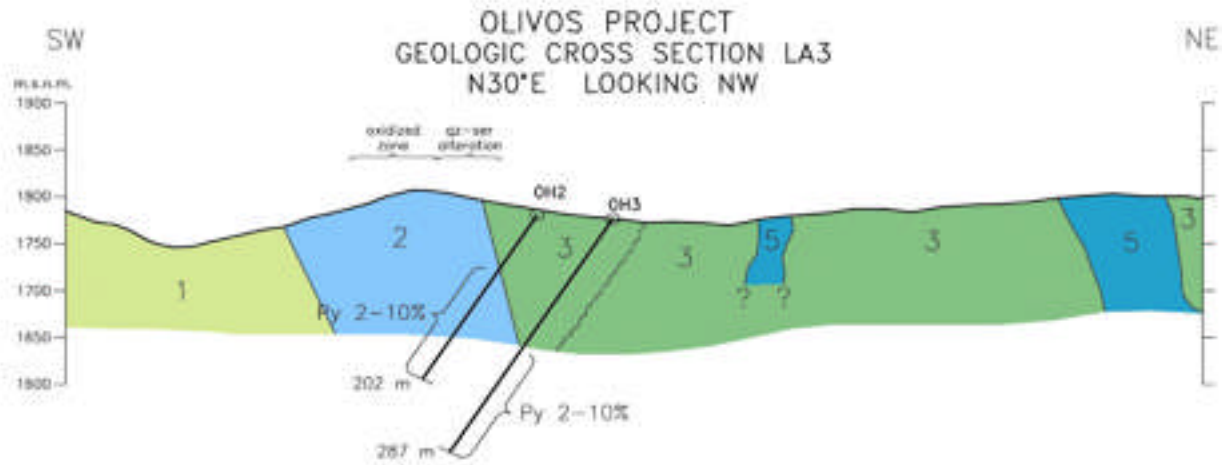 OLIVOS PROJECT
GEOLOGIC CROSS SECTION LA3
N30°E LOOKING NW
SW
NE
m.s.n.m.
1900
1850
1800
1750
1700
1650
1600
oxidized
zone
qz-ser
alteration
OH2
OH3
1
2
3
3
5
3
5
3
? ?
Py 2-10%
202 m
Py 2-10%
287 m